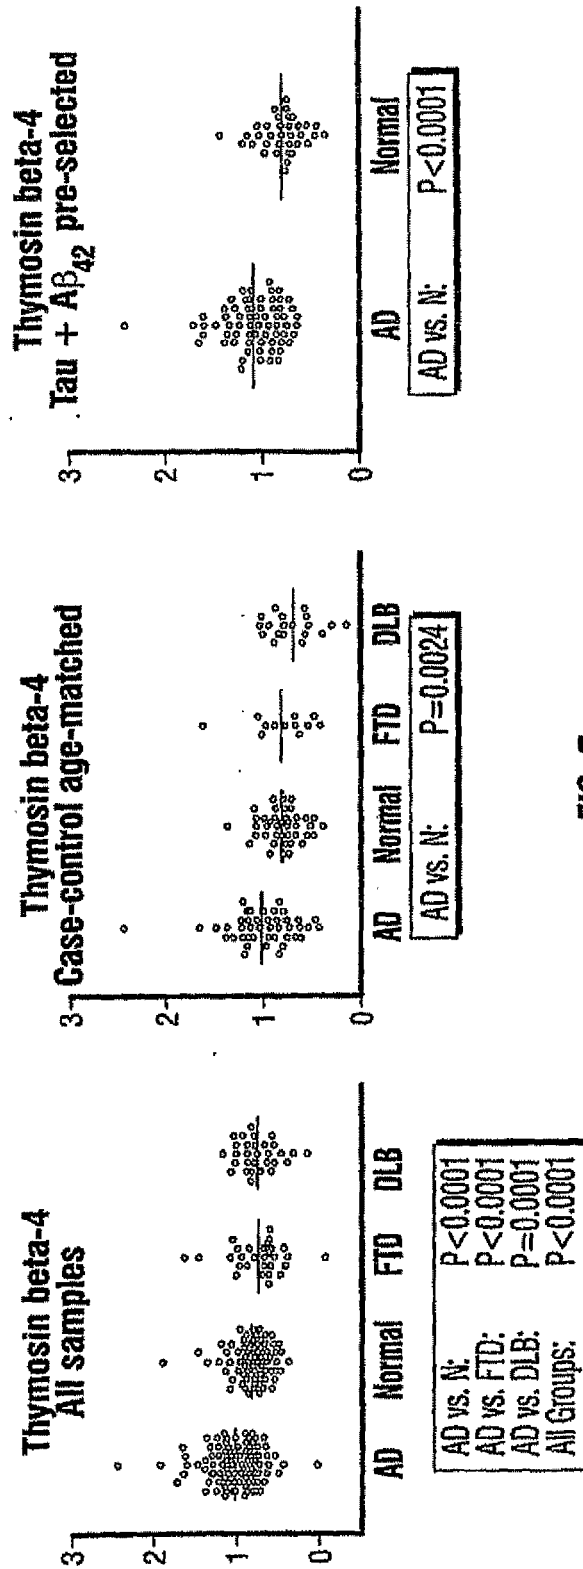 Thymosin beta-4
All samples
3
2
1
0
AD Normal FTD DLB
AD vs. N: P<0.0001
AD vs. FTD: P<0.0001
AD vs. DLB: P=0.0001
All Groups: P<0.0001
Thymosin beta-4
Case-control age-matched
3
2
1
0
AD Normal FTD DLB
AD vs. N: P=0.0024
Thymosin beta-4
Tau + Aβ42 pre-selected
3
2
1
0
AD Normal
AD vs. N: P<0.0001